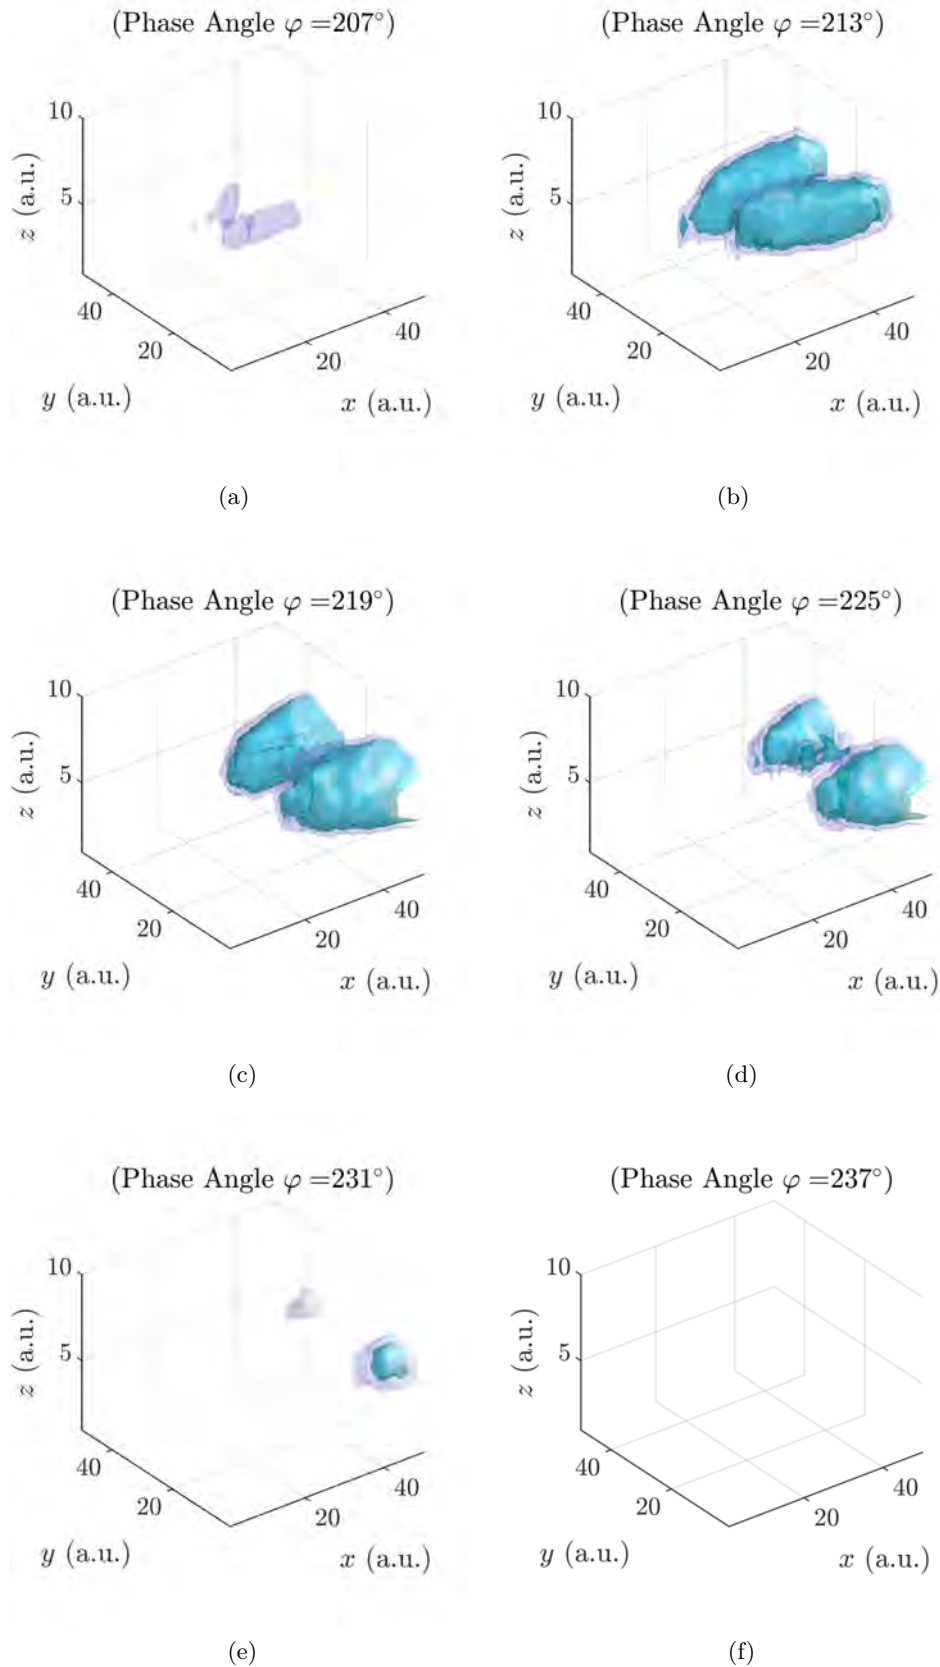 (Phase Angle φ =207°)
(Phase Angle φ =213°)
10
5
z (a.u.)
40
20
y (a.u.)
20
40
x (a.u.)
10
5
z (a.u.)
40
20
y (a.u.)
20
40
x (a.u.)
(a)
(b)
(Phase Angle φ =219°)
(Phase Angle φ =225°)
10
5
z (a.u.)
40
20
y (a.u.)
20
40
x (a.u.)
10
5
z (a.u.)
40
20
y (a.u.)
20
40
x (a.u.)
(c)
(d)
(Phase Angle φ =231°)
(Phase Angle φ =237°)
10
5
z (a.u.)
40
20
y (a.u.)
20
40
x (a.u.)
10
5
z (a.u.)
40
20
y (a.u.)
20
40
x (a.u.)
(e)
(f)